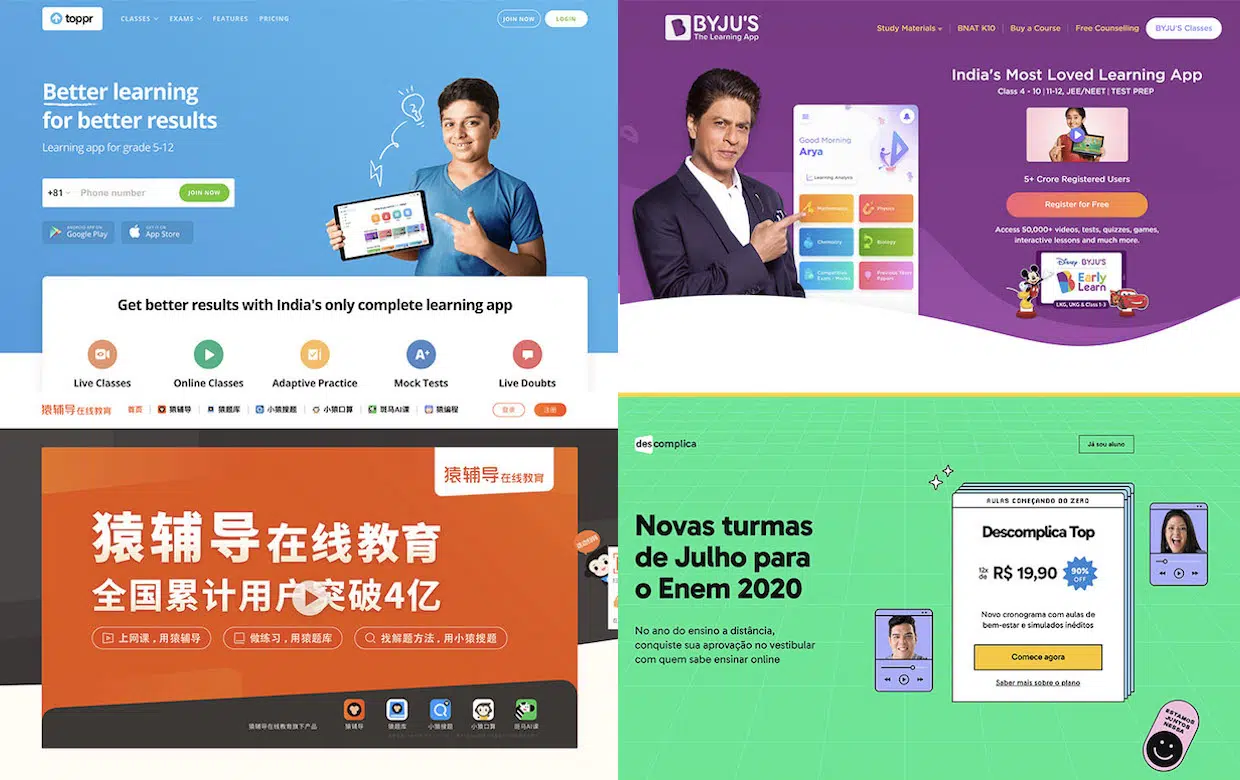 toppr
CLASSES
EXAMS
FEATURES
PRICING
JOIN NOW
LOGIN
Better learning
for better results
Learning app for grade 5-12
+81
Phone number
JOIN NOW
ANDROID APP ON
Google Play
GET IT ON
App Store
Get better results with India's only complete learning app
A+
Live Classes
Online Classes
Adaptive Practice
Mock Tests
Live Doubts
BYJU'S
The Learning App
Study Materials
BNAT K10
Buy a Course
Free Counselling
BYJU'S Classes
India's Most Loved Learning App
Class 4 - 10 | 11-12, JEE/NEET | TEST PREP
Good Morning
Arya
Learning Analysis
Mathematics
Physics
Chemistry
Biology
5+ Crore Registered Users
Register for Free
Access 50,000+ videos, tests, quizzes, games,
interactive lessons and much more.
Disney BYJU'S
Early
Learn
LKG, UKG & Class 1-3
猿辅导在线教育
首页
猿辅导
猿题库
小猿搜题
小猿口算
斑马AI课
猿编程
登录
注册
猿辅导在线教育
猿辅导在线教育
全国累计用户突破4亿
上网课，用猿辅导
做练习，用猿题库
找解题方法，用小猿搜题
猿辅导在线教育旗下产品
猿辅导
猿题库
小猿搜题
小猿口算
斑马AI课
descomplica
Já sou aluno
Novas turmas
de Julho para
o Enem 2020
No ano do ensino a distância,
conquiste sua aprovação no vestibular
com quem sabe ensinar online
AULAS COMEÇANDO DO ZERO
Descomplica Top
12x
de
R$ 19,90
90%
OFF
Novo cronograma com aulas de
bem-estar e simulados inéditos
Comece agora
Saber mais sobre o plano
ESTAMOS
JUNTOS
NESSA